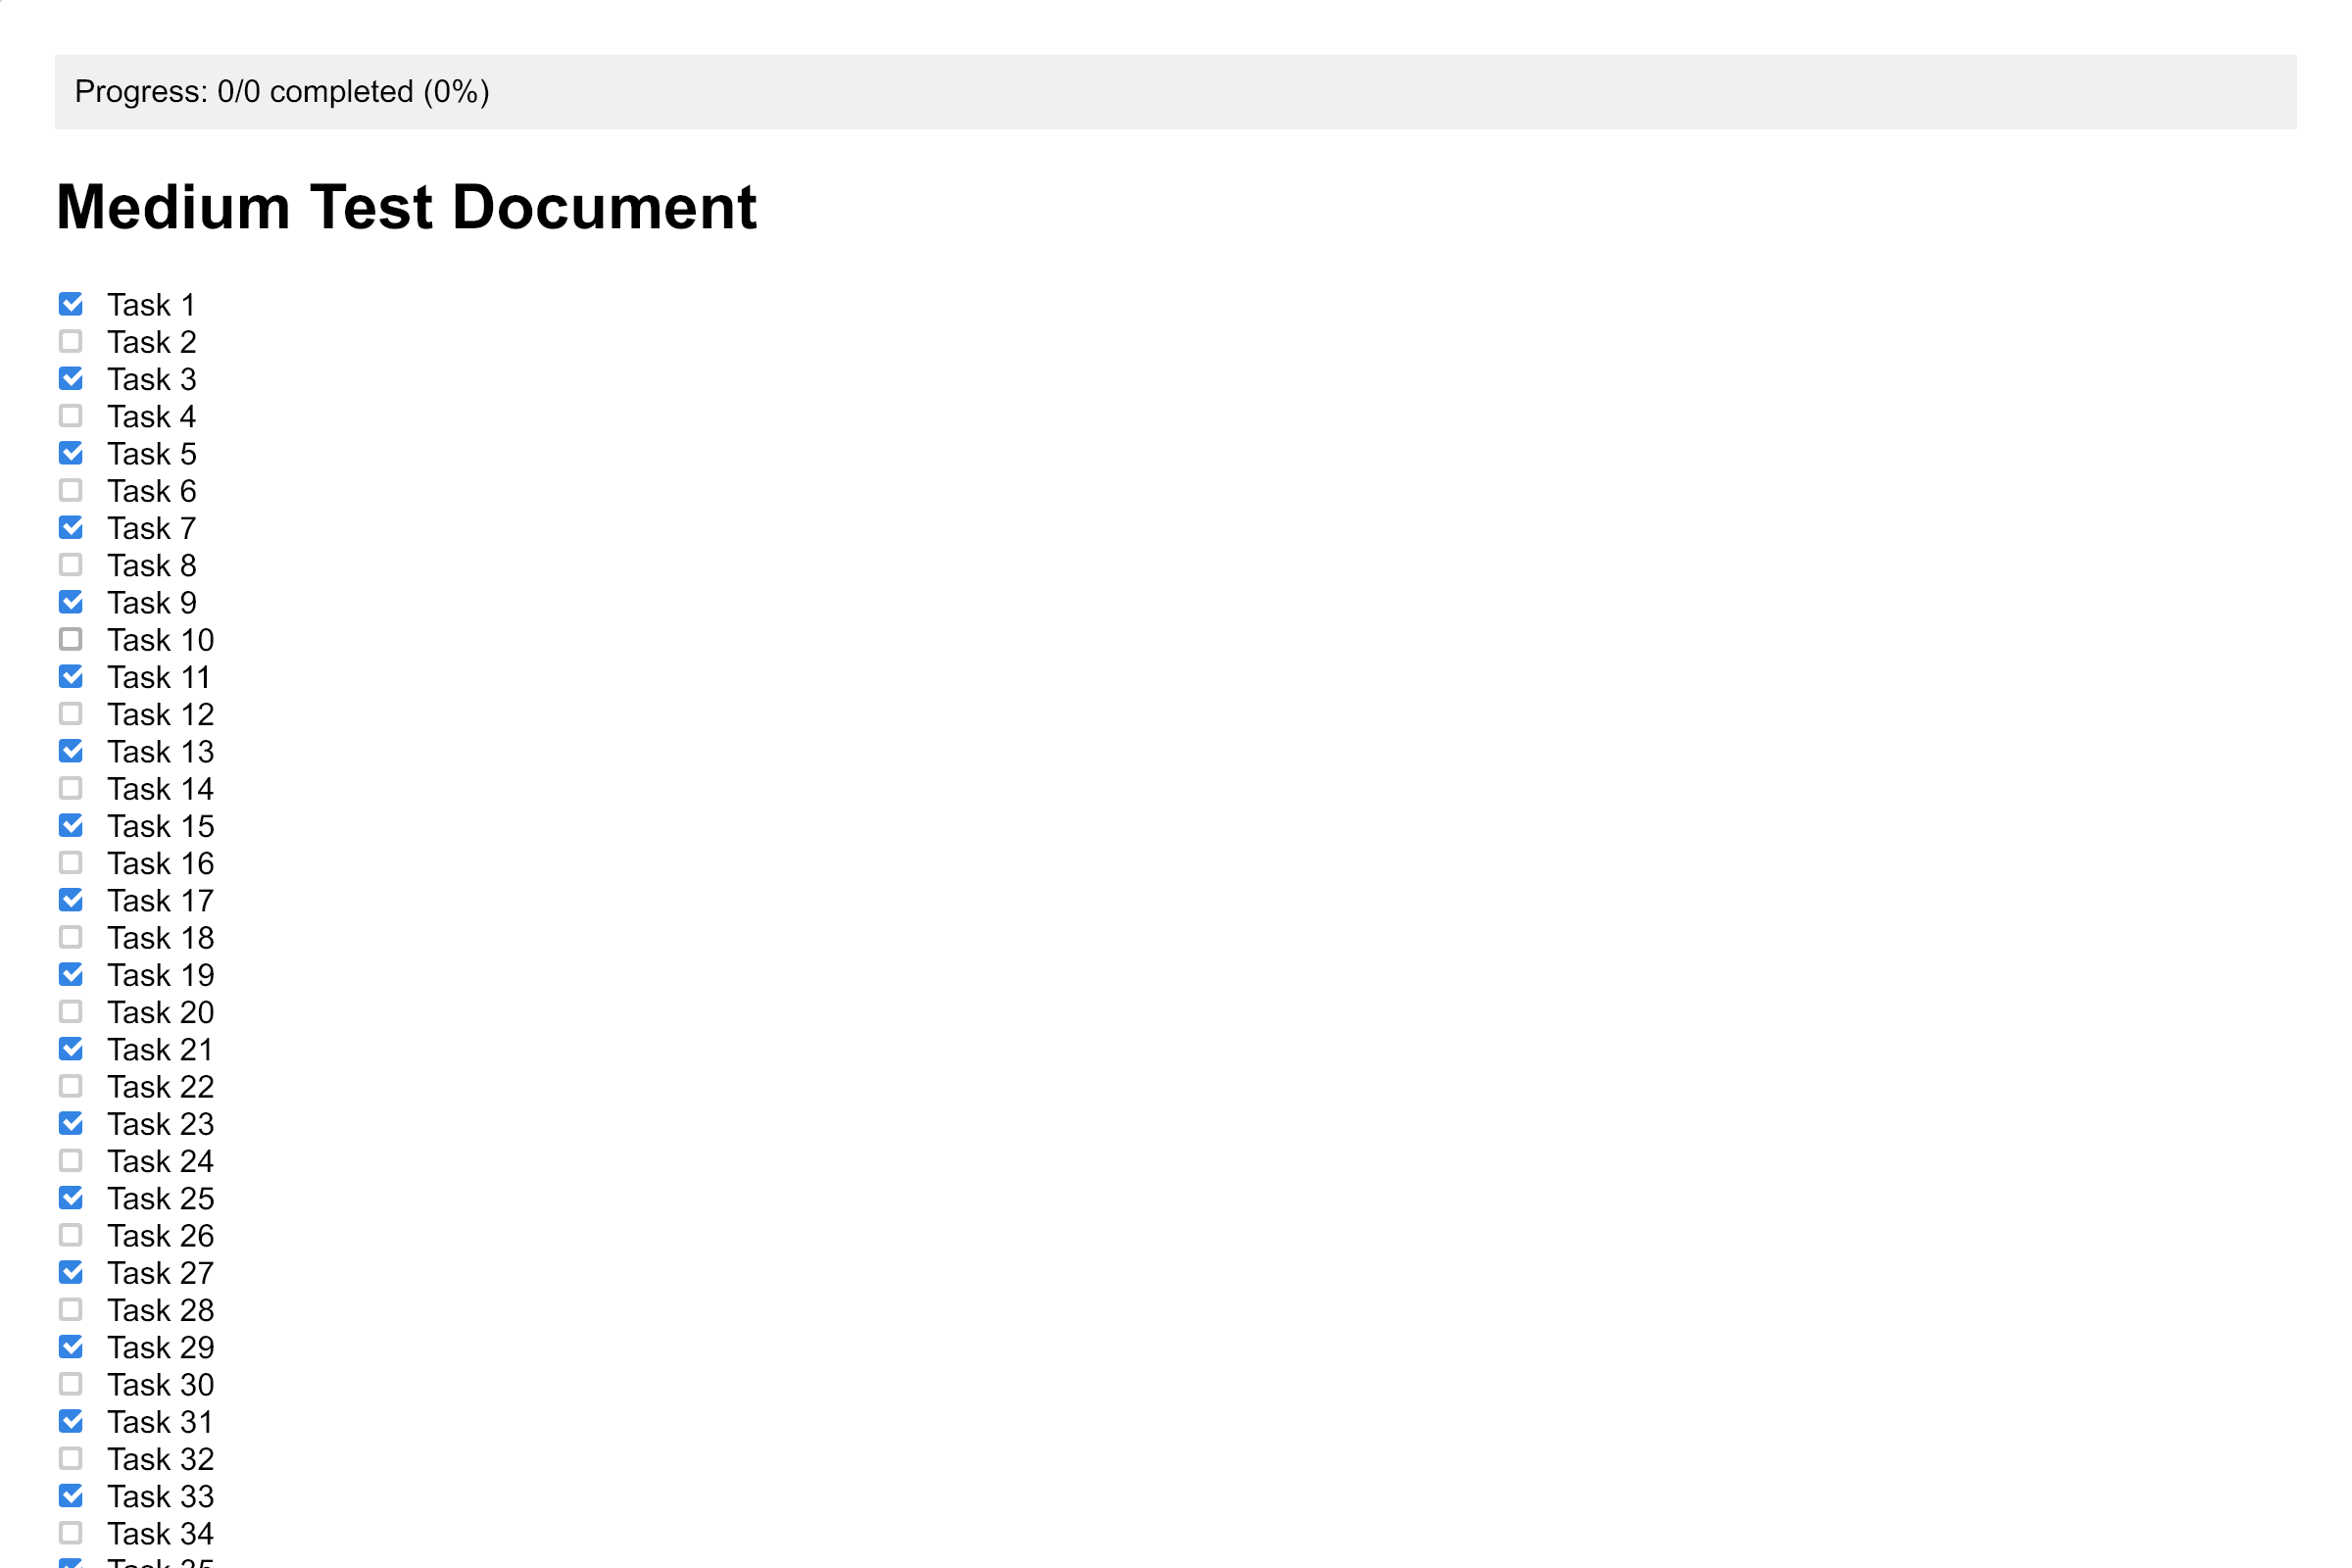 Progress: 0/0 completed (0%)
Medium Test Document
Task 1
Task 2
Task 3
Task 4
Task 5
Task 6
Task 7
Task 8
Task 9
Task 10
Task 11
Task 12
Task 13
Task 14
Task 15
Task 16
Task 17
Task 18
Task 19
Task 20
Task 21
Task 22
Task 23
Task 24
Task 25
Task 26
Task 27
Task 28
Task 29
Task 30
Task 31
Task 32
Task 33
Task 34
Task 35